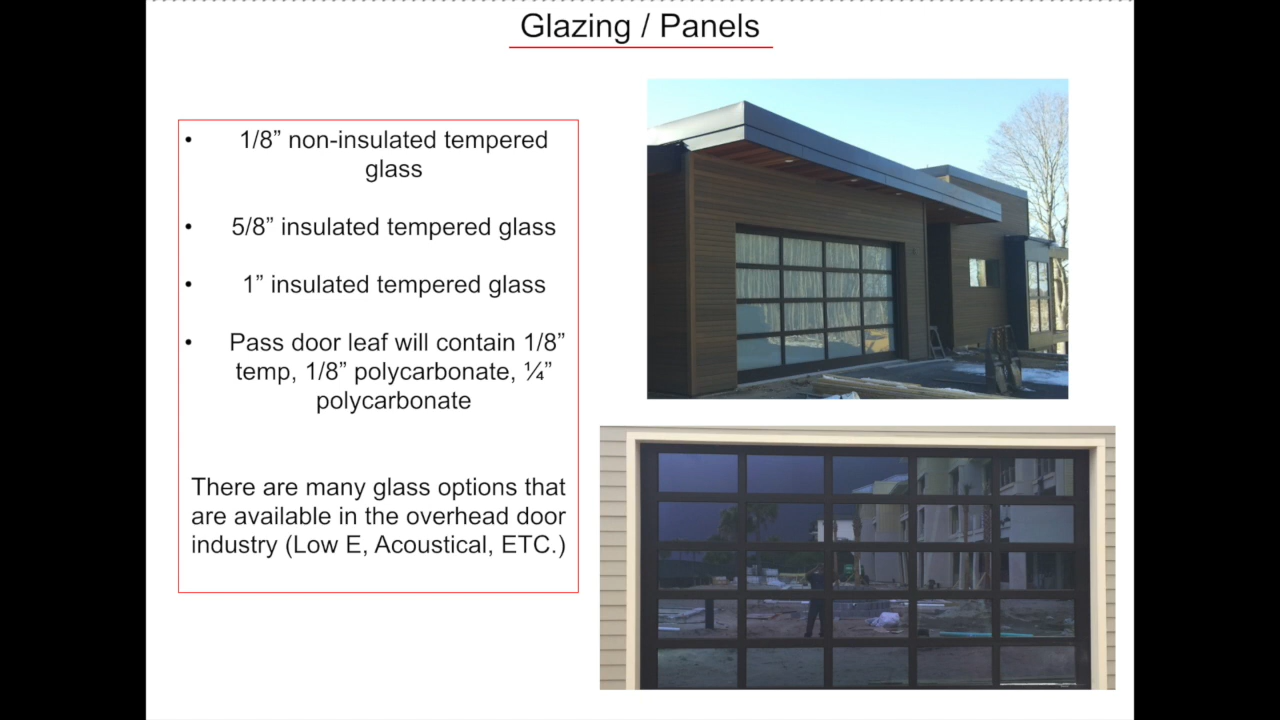 Glazing / Panels
• 1/8” non-insulated tempered
glass
• 5/8” insulated tempered glass
• 1” insulated tempered glass
• Pass door leaf will contain 1/8”
temp, 1/8” polycarbonate, ¼”
polycarbonate
There are many glass options that
are available in the overhead door
industry (Low E, Acoustical, ETC.)